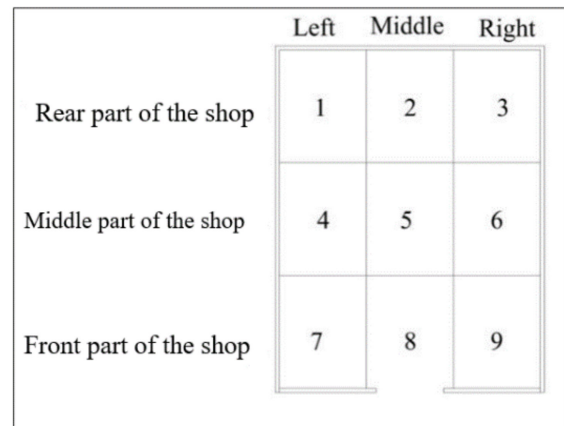 Left Middle Right
Rear part of the shop 1 2 3
Middle part of the shop 4 5 6
Front part of the shop 7 8 9